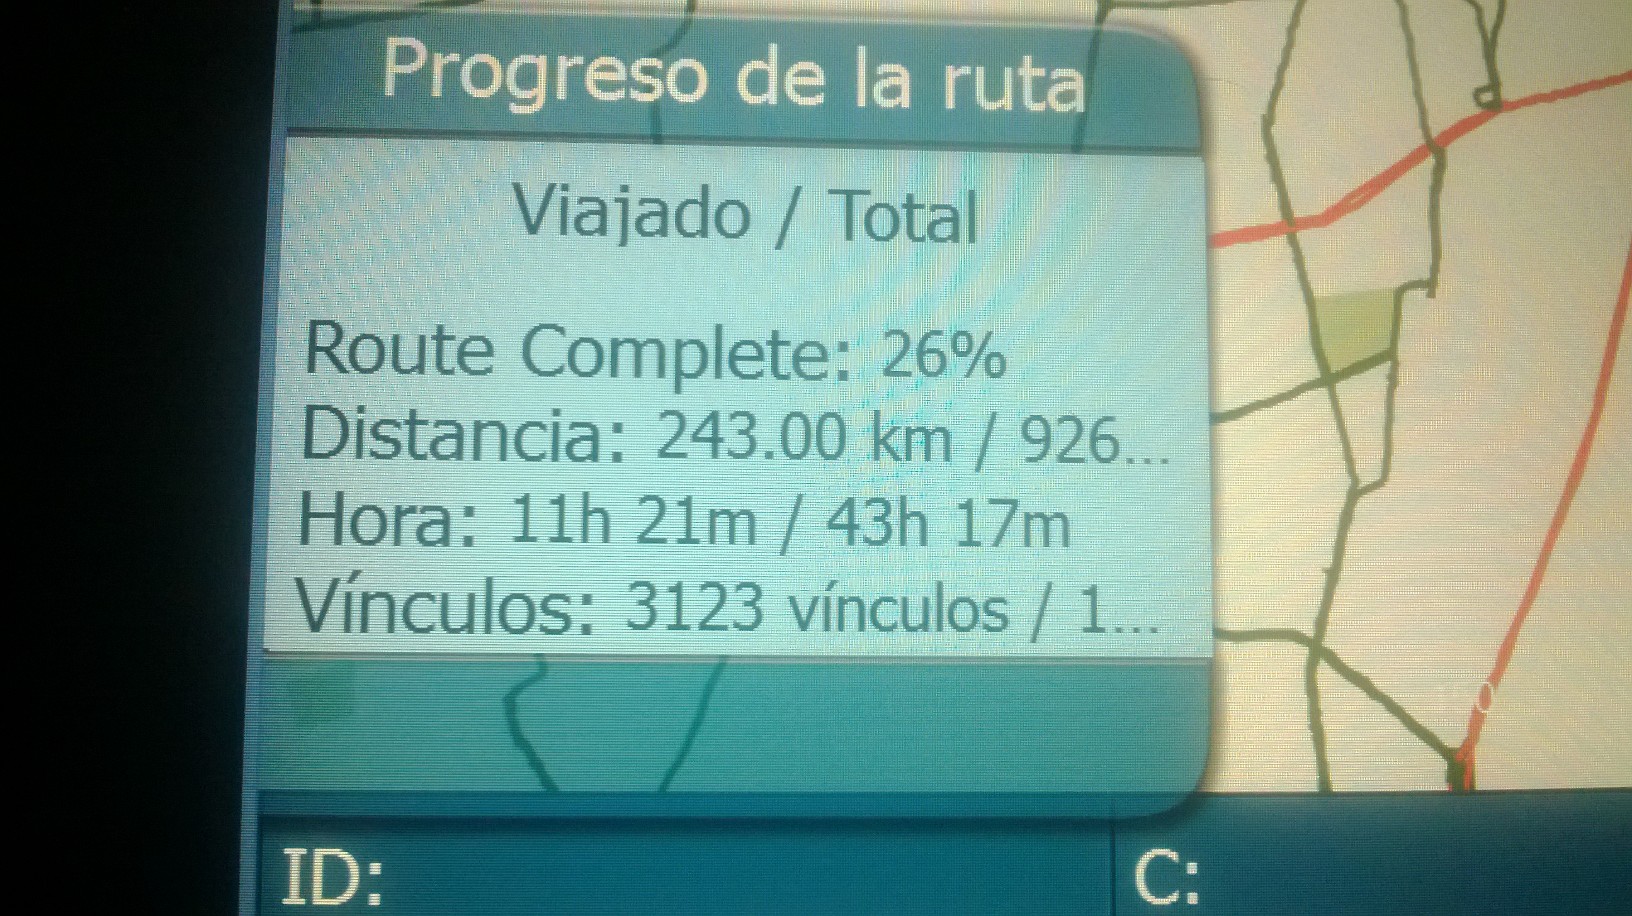 Progreso de la ruta
Viajado / Total
Route Complete: 26%
Distancia: 243.00 km / 926...
Hora: 11h 21m / 43h 17m
Vínculos: 3123 vínculos / 1...
ID:
C: